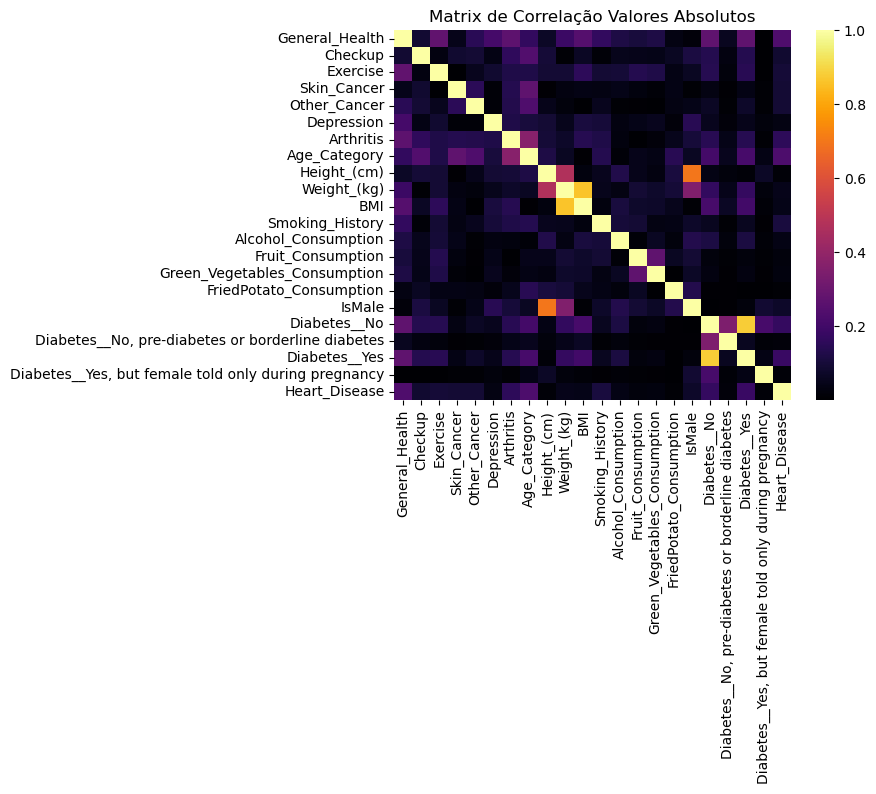 Matrix de Correlação Valores Absolutos
General_Health
Checkup
Exercise
Skin_Cancer
Other_Cancer
Depression
Arthritis
Age_Category
Height_(cm)
Weight_(kg)
BMI
Smoking_History
Alcohol_Consumption
Fruit_Consumption
Green_Vegetables_Consumption
FriedPotato_Consumption
IsMale
Diabetes__No
Diabetes__No, pre-diabetes or borderline diabetes
Diabetes__Yes
Diabetes__Yes, but female told only during pregnancy
Heart_Disease
General_Health
Checkup
Exercise
Skin_Cancer
Other_Cancer
Depression
Arthritis
Age_Category
Height_(cm)
Weight_(kg)
BMI
Smoking_History
Alcohol_Consumption
Fruit_Consumption
Green_Vegetables_Consumption
FriedPotato_Consumption
IsMale
Diabetes__No
Diabetes__No, pre-diabetes or borderline diabetes
Diabetes__Yes
Diabetes__Yes, but female told only during pregnancy
Heart_Disease
1.0
0.8
0.6
0.4
0.2